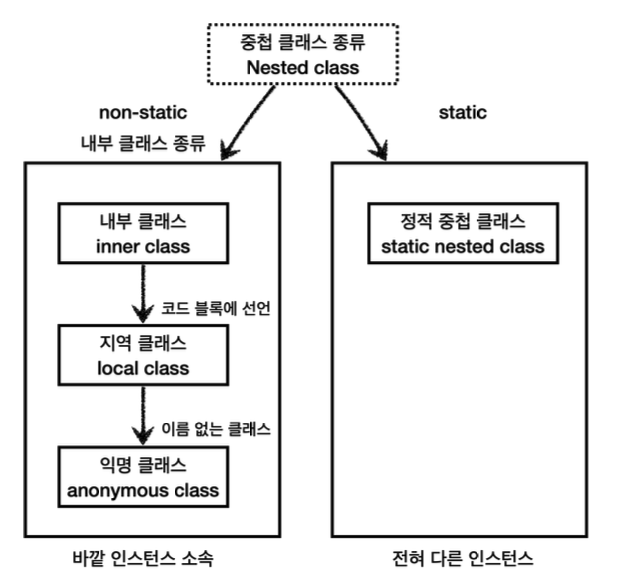 중첩 클래스 종류
Nested class
non-static
static
내부 클래스 종류
내부 클래스
inner class
정적 중첩 클래스
static nested class
코드 블록에 선언
지역 클래스
local class
이름 없는 클래스
익명 클래스
anonymous class
바깥 인스턴스 소속
전혀 다른 인스턴스